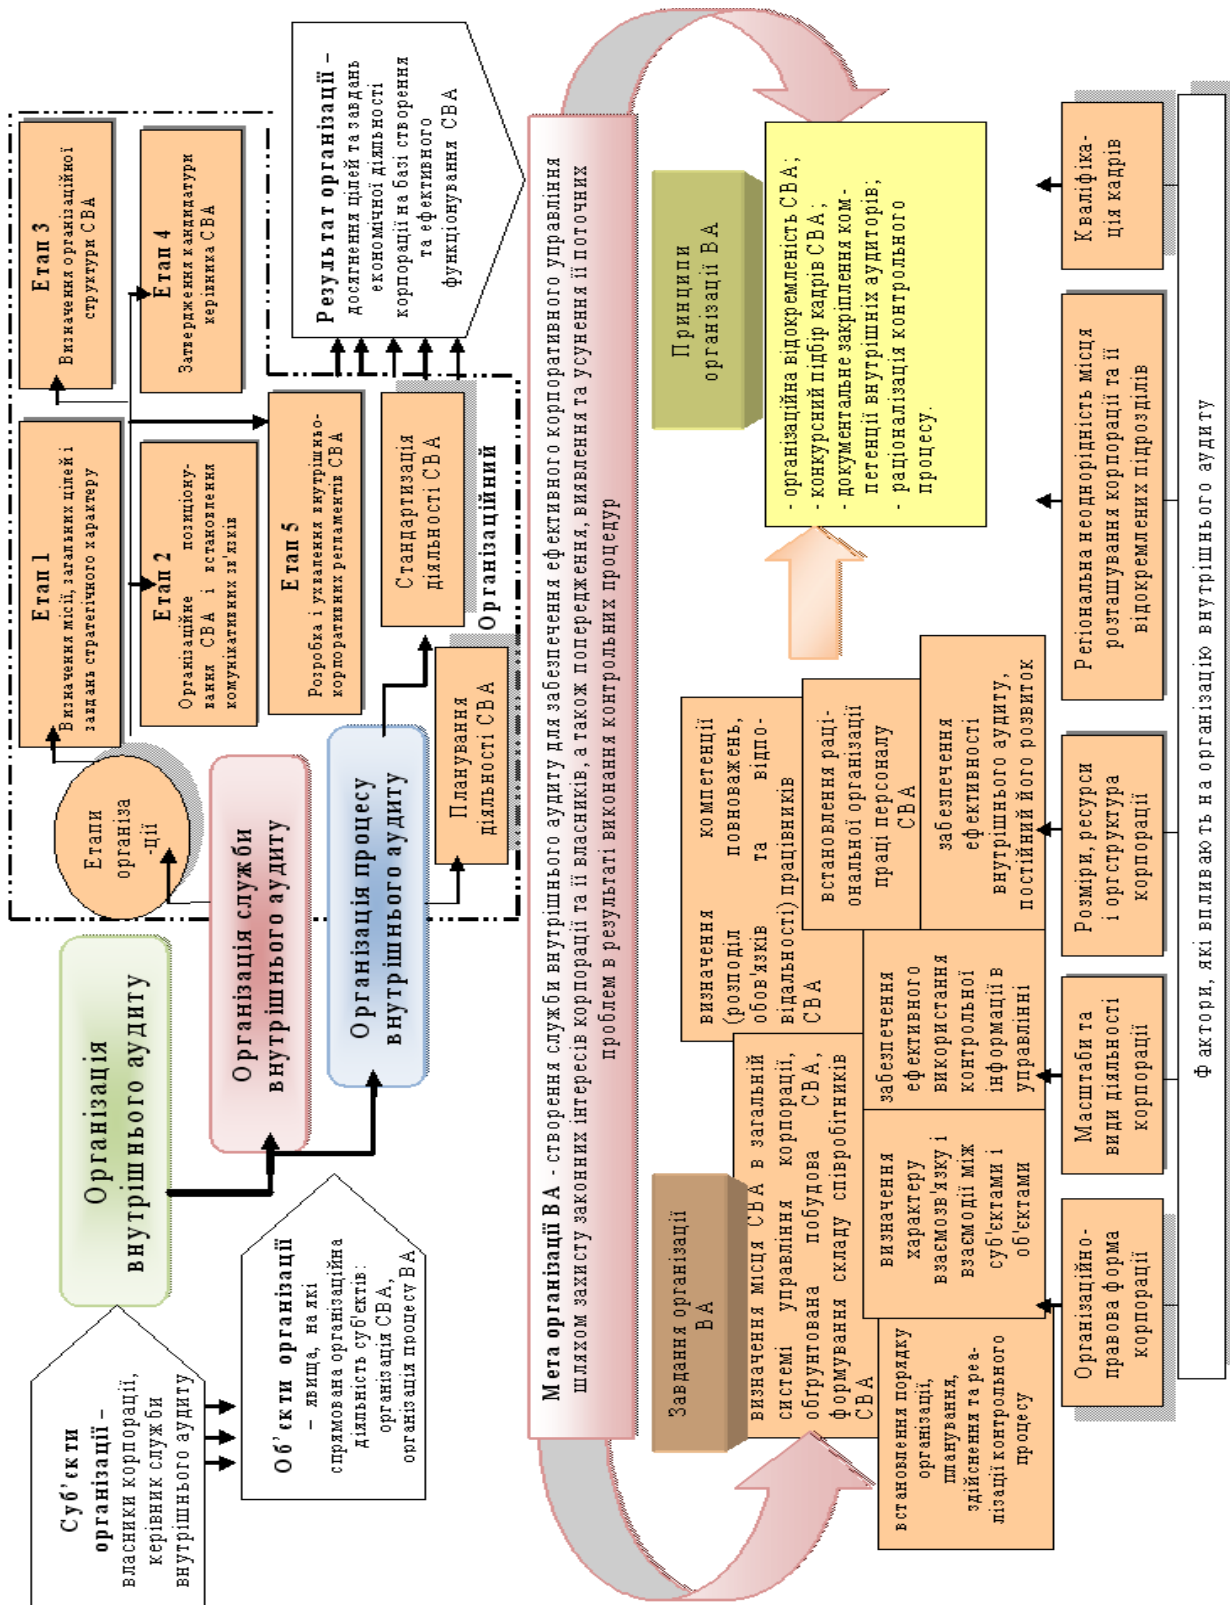 Суб'єкти
організації –
власники корпорації,
керівник служби
внутрішнього аудиту
Організація
внутрішнього аудиту
Об'єкти організації
– явища, на які
спрямована організаційна
діяльність суб'єктів:
організація СВА,
організація процесу ВА
Організація служби
внутрішнього аудиту
Організація процесу
внутрішнього аудиту
Етапи
організа
-ції
Етап 1
Визначення місії, загальних цілей і
завдань стратегічного характеру
Етап 2
Організаційне позиціону-
вання СВА і встановлення
комунікативних зв'язків
Етап 3
Визначення організаційної
структури СВА
Етап 4
Затвердження кандидатури
керівника СВА
Етап 5
Розробка і ухвалення внутрішньо-
корпоративних регламентів СВА
Планування
діяльності СВА
Стандартизація
діяльності СВА
Організаційний
Результат організації –
досягнення цілей та завдань
економічної діяльності
корпорації на базі створення
та ефективного
функціонування СВА
Мета організації ВА - створення служби внутрішнього аудиту для забезпечення ефективного корпоративного управління
шляхом захисту законних інтересів корпорації та її власників, а також попередження, виявлення та усунення її поточних
проблем в результаті виконання контрольних процедур
Завдання організації
ВА
визначення місця СВА в загальній
системі управління корпорації,
обґрунтована побудова СВА,
формування складу співробітників
СВА
встановлення порядку
організації,
планування,
здійснення та реа-
лізації контрольного
процесу
визначення
характеру
взаємозв'язку і
взаємодії між
суб'єктами і
об'єктами
забезпечення
ефективного
використання
контрольної
інформації в
управлінні
визначення компетенції
(розподіл повноважень,
обов'язків та відпо-
відальності) працівників
СВА
встановлення раці-
ональної організації
праці персоналу
СВА
забезпечення
ефективності
внутрішнього аудиту,
постійний його розвиток
Принципи
організації ВА
- організаційна відокремленість СВА;
- конкурсний підбір кадрів СВА;
- документальне закріплення ком-
петенції внутрішніх аудиторів;
- раціоналізація контрольного
процесу.
Організаційно-
правова форма
корпорації
Масштаби та
види діяльності
корпорації
Розміри, ресурси
і оргструктура
корпорації
Регіональна неоднорідність місця
розташування корпорації та її
відокремлених підрозділів
Кваліфіка-
ція кадрів
Фактори, які впливають на організацію внутрішнього аудиту